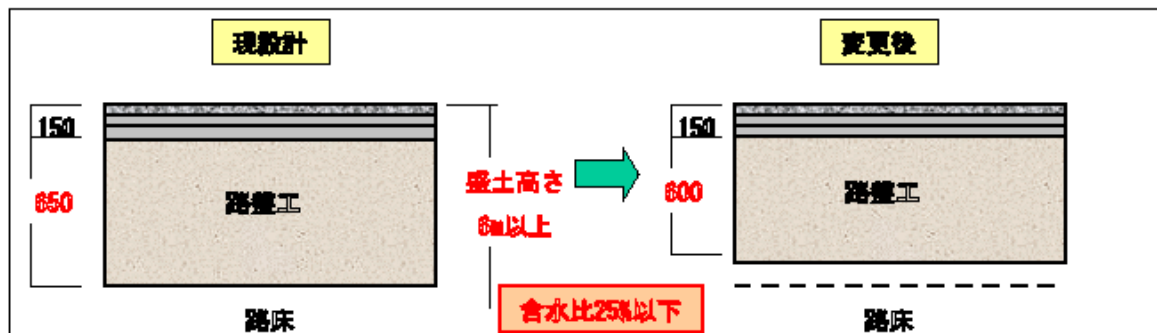 現設計
変更後
150
650
路盤工
盛土高さ
6m以上
150
600
路盤工
含水比25%以下
路床
路床